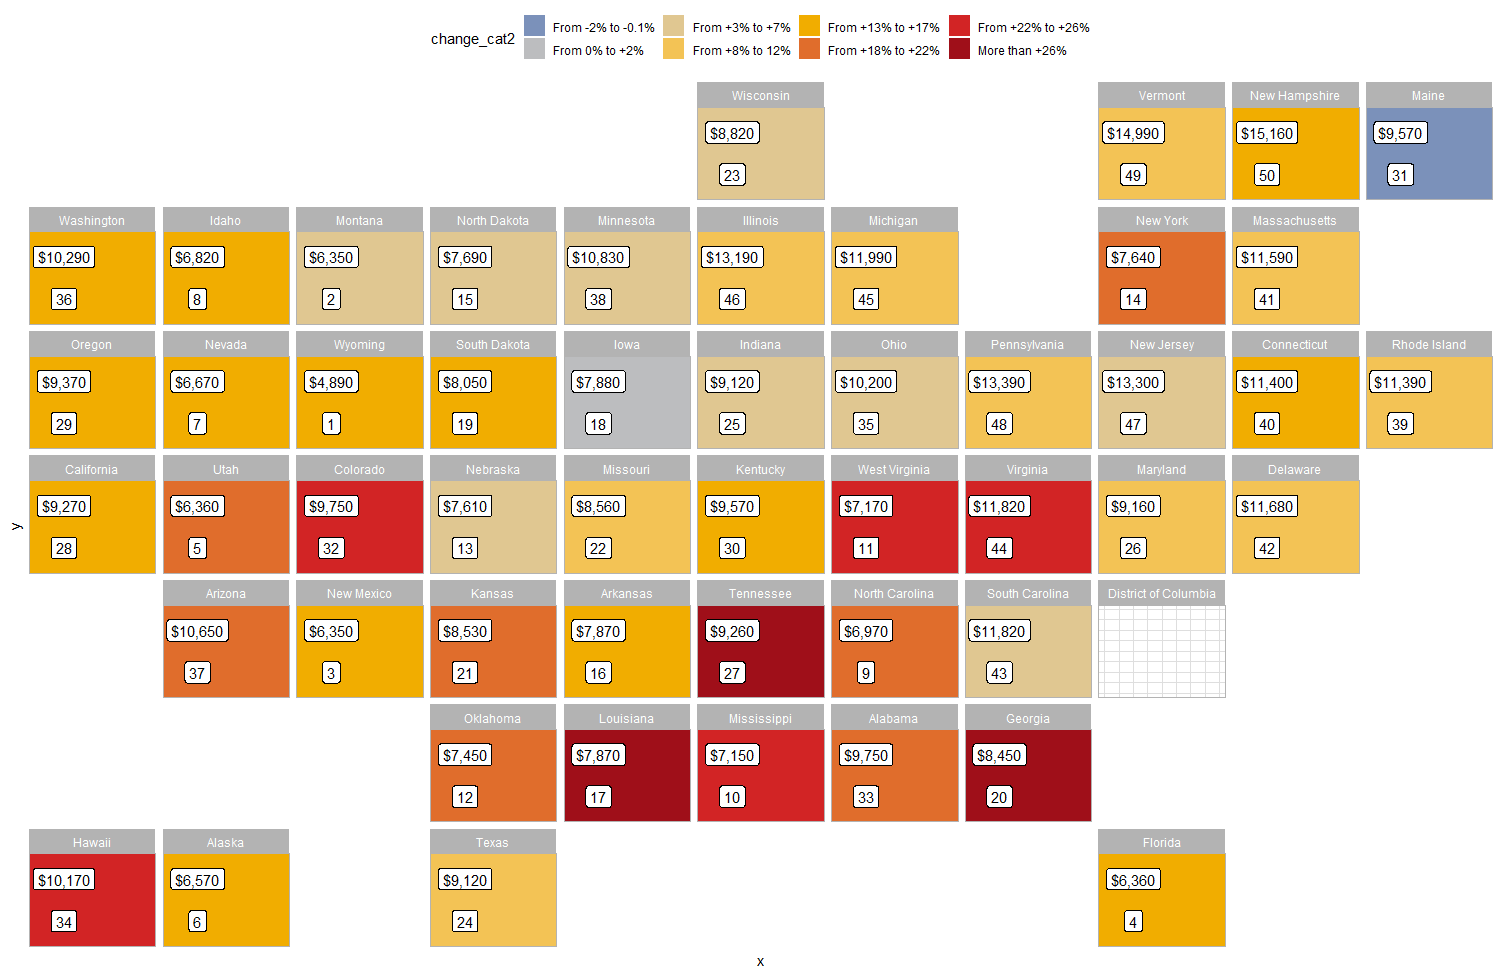 change_cat2
From -2% to -0.1%
From +3% to +7%
From +13% to +17%
From +22% to +26%
From 0% to +2%
From +8% to 12%
From +18% to +22%
More than +26%
Wisconsin
$8,820
23
Vermont
$14,990
49
New Hampshire
$15,160
50
Maine
$9,570
31
Washington
$10,290
36
Idaho
$6,820
8
Montana
$6,350
2
North Dakota
$7,690
15
Minnesota
$10,830
38
Illinois
$13,190
46
Michigan
$11,990
45
New York
$7,640
14
Massachusetts
$11,590
41
Oregon
$9,370
29
Nevada
$6,670
7
Wyoming
$4,890
1
South Dakota
$8,050
19
Iowa
$7,880
18
Indiana
$9,120
25
Ohio
$10,200
35
Pennsylvania
$13,390
48
New Jersey
$13,300
47
Connecticut
$11,400
40
Rhode Island
$11,390
39
California
$9,270
28
Utah
$6,360
5
Colorado
$9,750
32
Nebraska
$7,610
13
Missouri
$8,560
22
Kentucky
$9,570
30
West Virginia
$7,170
11
Virginia
$11,820
44
Maryland
$9,160
26
Delaware
$11,680
42
y
Arizona
$10,650
37
New Mexico
$6,350
3
Kansas
$8,530
21
Arkansas
$7,870
16
Tennessee
$9,260
27
North Carolina
$6,970
9
South Carolina
$11,820
43
District of Columbia
Oklahoma
$7,450
12
Louisiana
$7,870
17
Mississippi
$7,150
10
Alabama
$9,750
33
Georgia
$8,450
20
Hawaii
$10,170
34
Alaska
$6,570
6
Texas
$9,120
24
Florida
$6,360
4
x